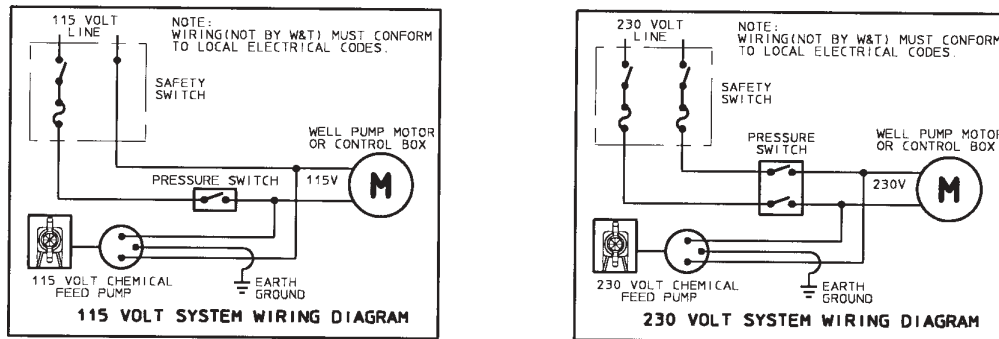 115 VOLT
LINE
NOTE:
WIRING(NOT BY W&T) MUST CONFORM
TO LOCAL ELECTRICAL CODES.
SAFETY
SWITCH
WELL PUMP MOTOR
OR CONTROL BOX
PRESSURE SWITCH
115V
M
115 VOLT CHEMICAL
FEED PUMP
EARTH
GROUND
115 VOLT SYSTEM WIRING DIAGRAM
230 VOLT
LINE
NOTE:
WIRING(NOT BY W&T) MUST CONFORM
TO LOCAL ELECTRICAL CODES.
SAFETY
SWITCH
PRESSURE
SWITCH
WELL PUMP MOTOR
OR CONTROL BOX
230V
M
230 VOLT CHEMICAL
FEED PUMP
EARTH
GROUND
230 VOLT SYSTEM WIRING DIAGRAM